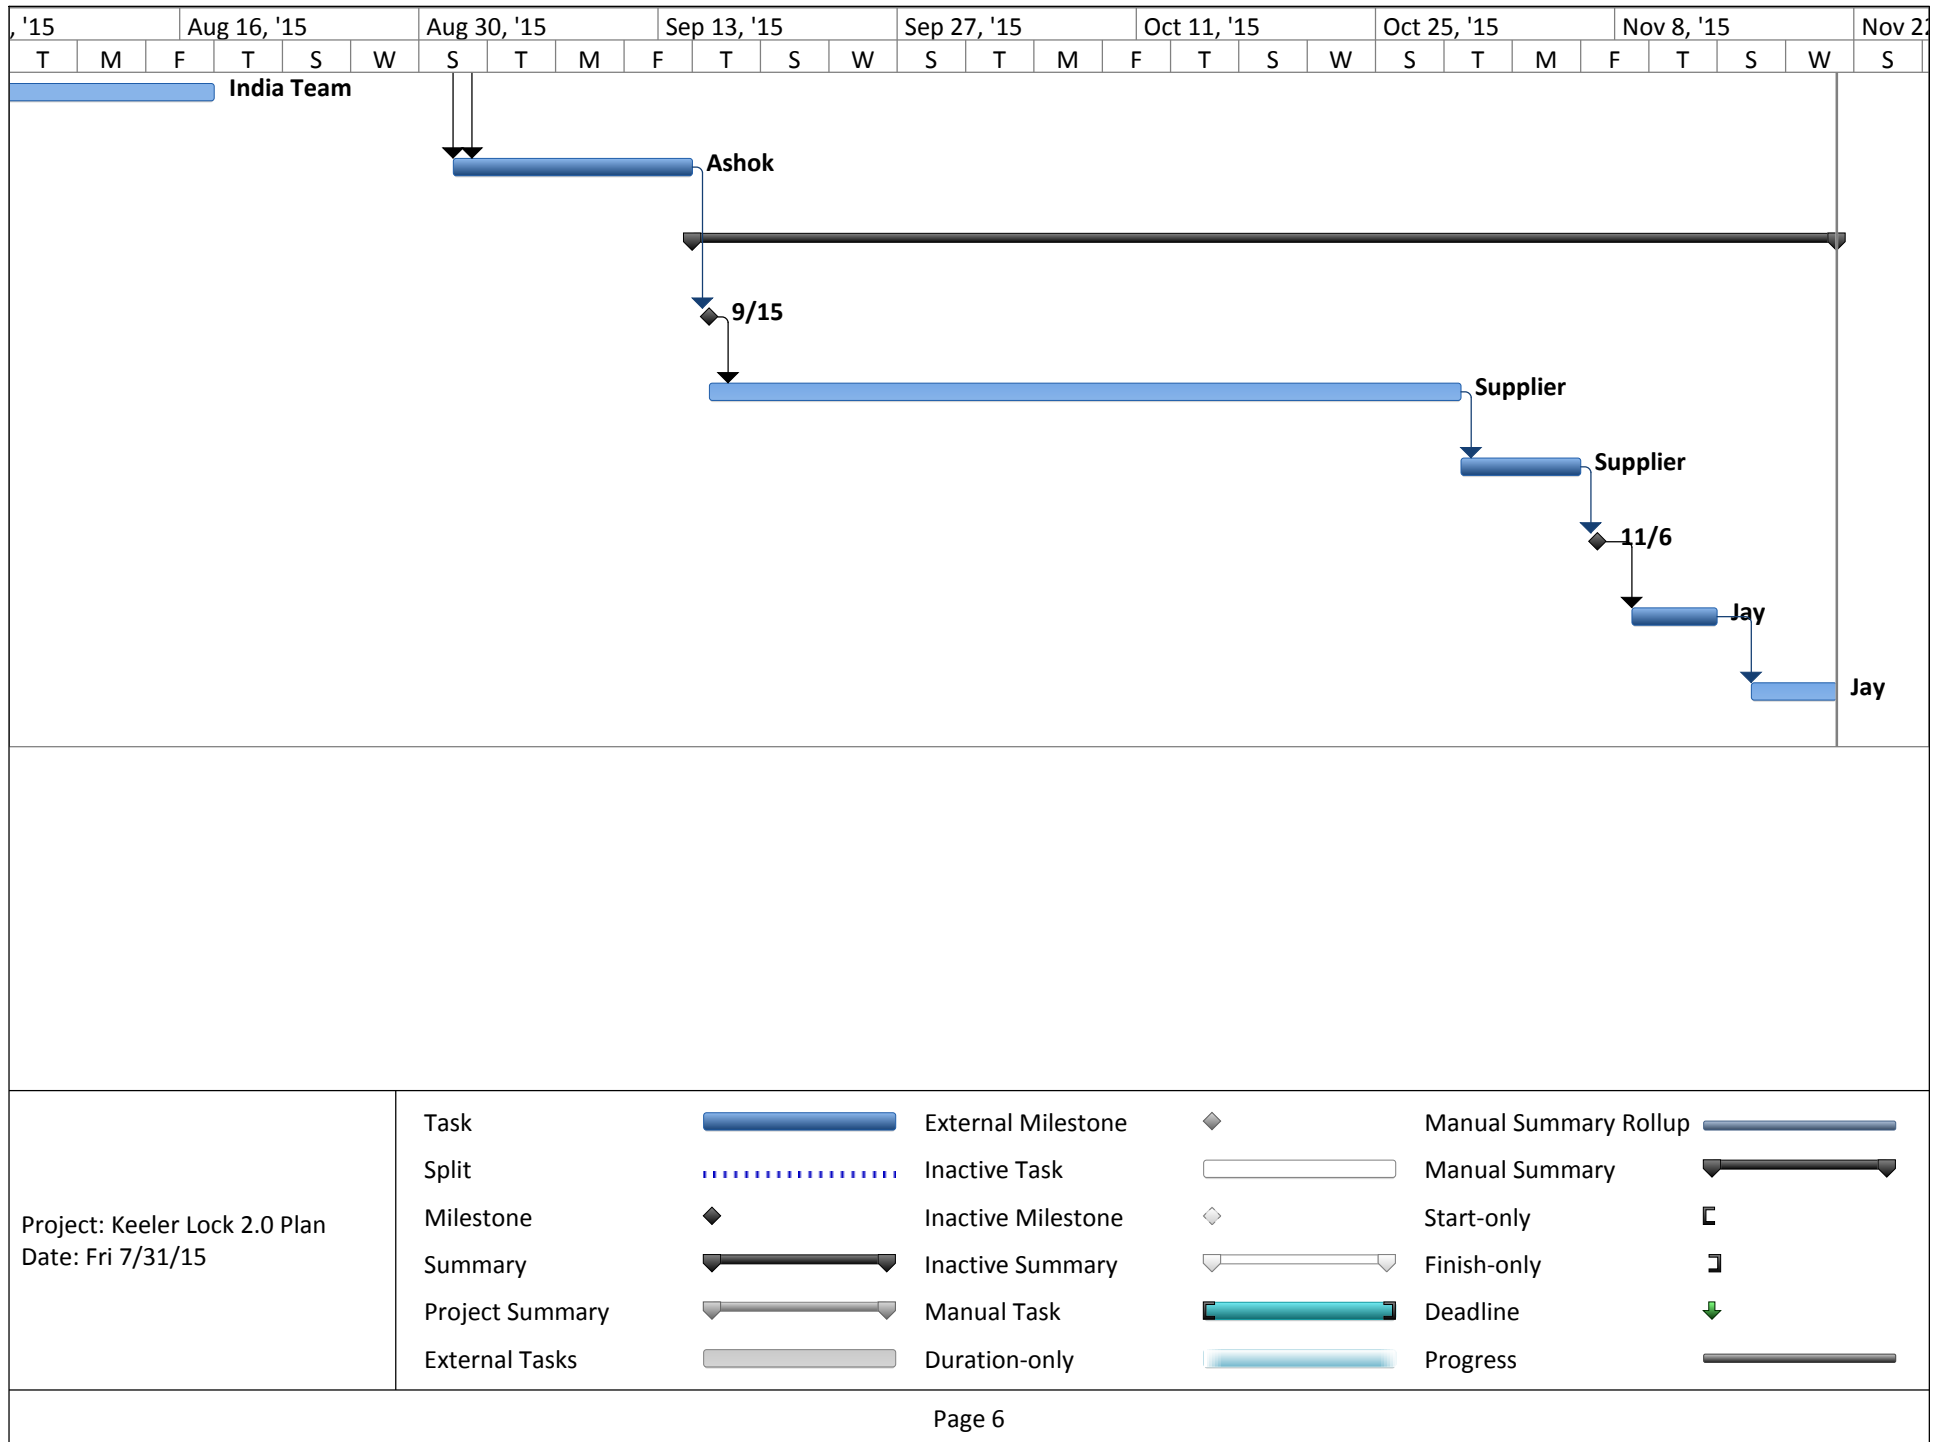 , '15 Aug 16, '15 Aug 30, '15 Sep 13, '15 Sep 27, '15 Oct 11, '15 Oct 25, '15 Nov 8, '15 Nov 22
T M F T S W S T M F T S W S T M F T S W S T M F T S W S
India Team
Ashok
9/15
Supplier
Supplier
11/6
Jay
Jay
Project: Keeler Lock 2.0 Plan
Date: Fri 7/31/15
Task
Split
Milestone
Summary
Project Summary
External Tasks
External Milestone
Inactive Task
Inactive Milestone
Inactive Summary
Manual Task
Duration-only
Manual Summary Rollup
Manual Summary
Start-only
Finish-only
Deadline
Progress
Page 6